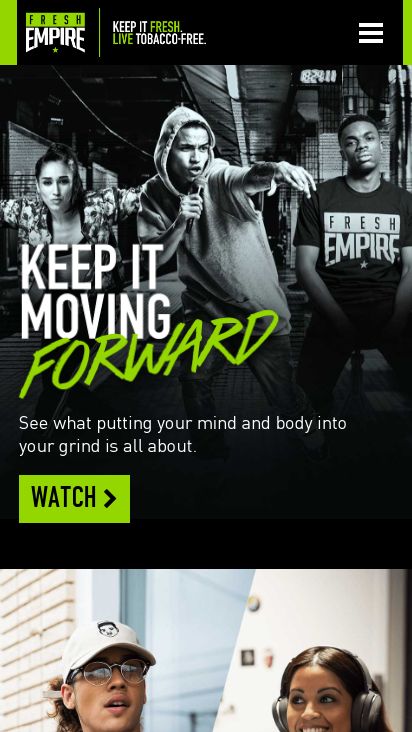 FRESH
EMPIRE
KEEP IT FRESH.
LIVE TOBACCO-FREE.
FRESH
EMPIRE
KEEP IT
MOVING
FORWARD
See what putting your mind and body into
your grind is all about.
WATCH